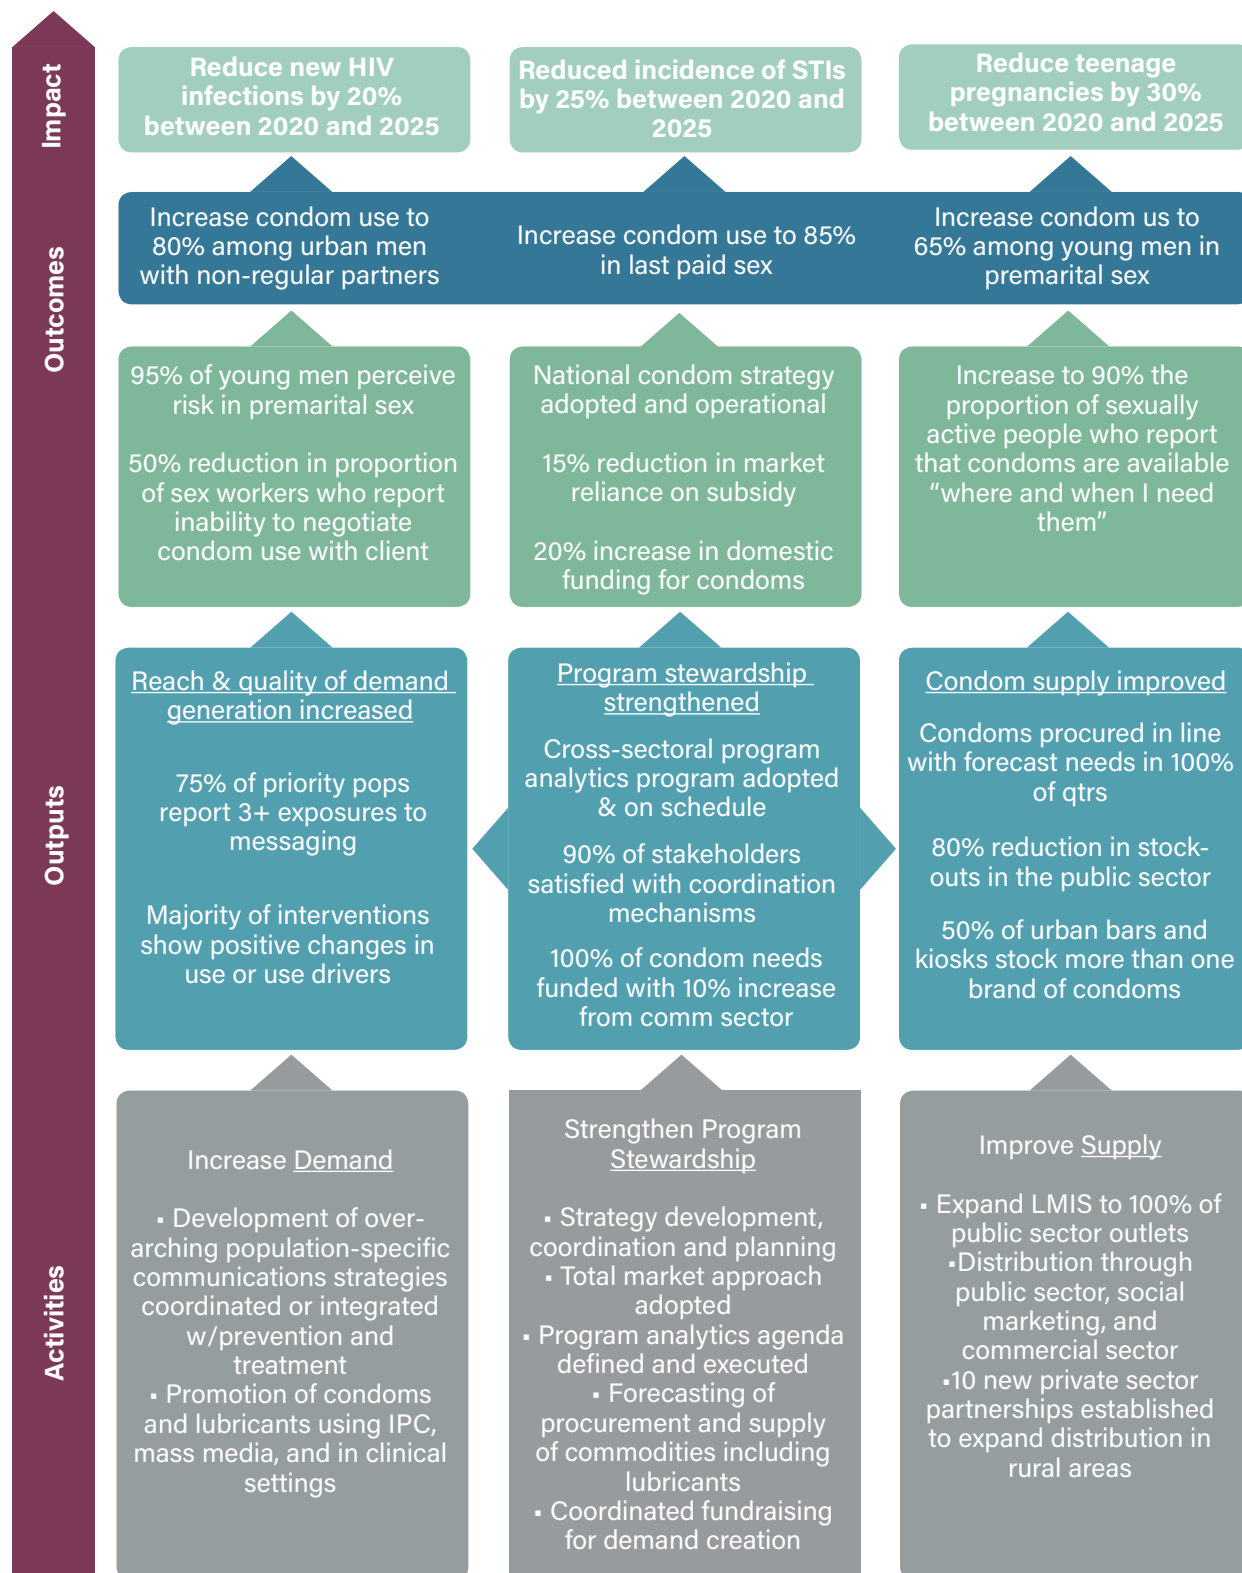 Impact
Reduce new HIV
infections by 20%
between 2020 and 2025
Reduced incidence of STIs
by 25% between 2020 and
2025
Reduce teenage
pregnancies by 30%
between 2020 and 2025
Outcomes
Increase condom use to
80% among urban men
with non-regular partners
Increase condom use to 85%
in last paid sex
Increase condom us to
65% among young men in
premarital sex
95% of young men perceive
risk in premarital sex
50% reduction in proportion
of sex workers who report
inability to negotiate
condom use with client
National condom strategy
adopted and operational
15% reduction in market
reliance on subsidy
20% increase in domestic
funding for condoms
Increase to 90% the
proportion of sexually
active people who report
that condoms are available
“where and when I need
them”
Outputs
Reach & quality of demand
generation increased
75% of priority pops
report 3+ exposures to
messaging
Majority of interventions
show positive changes in
use or use drivers
Program stewardship
strengthened
Cross-sectoral program
analytics program adopted
& on schedule
90% of stakeholders
satisfied with coordination
mechanisms
100% of condom needs
funded with 10% increase
from comm sector
Condom supply improved
Condoms procured in line
with forecast needs in 100%
of qtrs
80% reduction in stock-
outs in the public sector
50% of urban bars and
kiosks stock more than one
brand of condoms
Activities
Increase Demand
▪ Development of over-
arching population-specific
communications strategies
coordinated or integrated
w/prevention and
treatment
▪ Promotion of condoms
and lubricants using IPC,
mass media, and in clinical
settings
Strengthen Program
Stewardship
▪ Strategy development,
coordination and planning
▪ Total market approach
adopted
▪ Program analytics agenda
defined and executed
▪ Forecasting of
procurement and supply
of commodities including
lubricants
▪ Coordinated fundraising
for demand creation
Improve Supply
▪ Expand LMIS to 100% of
public sector outlets
▪Distribution through
public sector, social
marketing, and
commercial sector
▪10 new private sector
partnerships established
to expand distribution in
rural areas